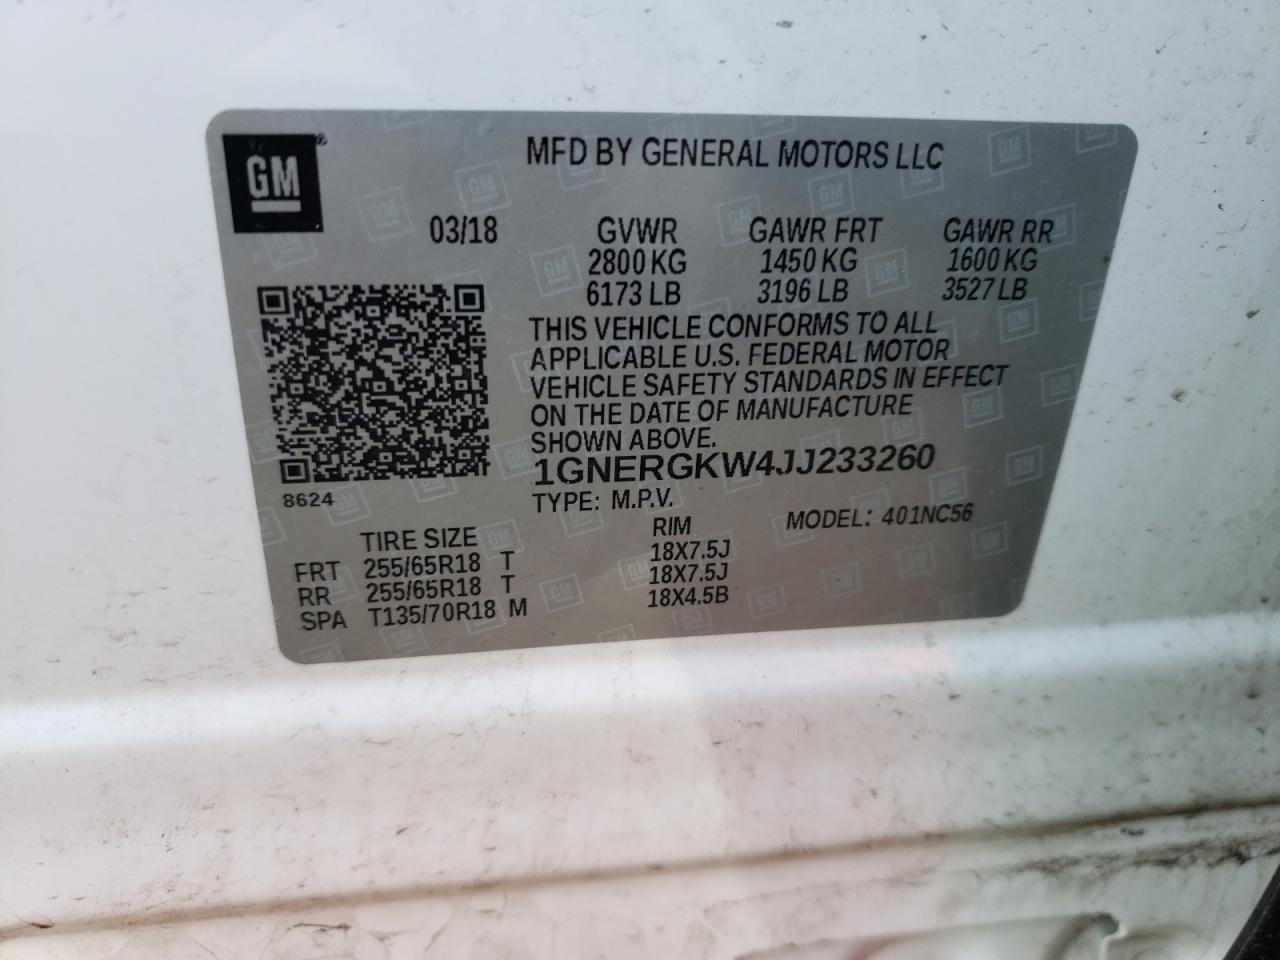 GM
MFD BY GENERAL MOTORS LLC
03/18 GVWR GAWR FRT GAWR RR
2800 KG 1450 KG 1600 KG
6173 LB 3196 LB 3527 LB
THIS VEHICLE CONFORMS TO ALL
APPLICABLE U.S. FEDERAL MOTOR
VEHICLE SAFETY STANDARDS IN EFFECT
ON THE DATE OF MANUFACTURE
SHOWN ABOVE.
1GNERGKW4JJ233260
8624
TYPE: M.P.V. MODEL: 401NC56
TIRE SIZE RIM
FRT 255/65R18 T 18X7.5J
RR 255/65R18 T 18X7.5J
SPA T135/70R18 M 18X4.5B